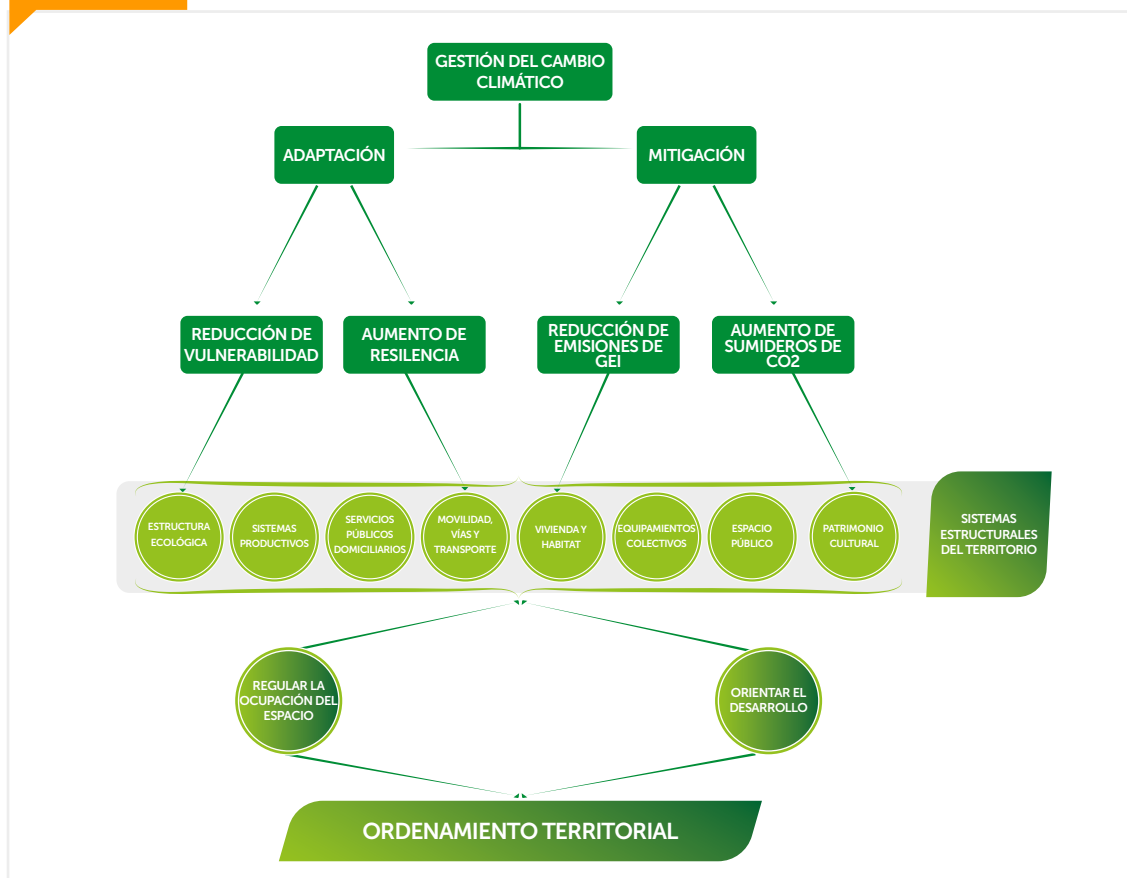 GESTIÓN DEL CAMBIO
CLIMÁTICO
ADAPTACIÓN
MITIGACIÓN
REDUCCIÓN DE
VULNERABILIDAD
AUMENTO DE
RESILENCIA
REDUCCIÓN DE
EMISIONES DE
GEI
AUMENTO DE
SUMIDEROS DE
CO2
ESTRUCTURA
ECOLÓGICA
SISTEMAS
PRODUCTIVOS
SERVICIOS
PÚBLICOS
DOMICILIARIOS
MOVILIDAD,
VÍAS Y
TRANSPORTE
VIVIENDA Y
HABITAT
EQUIPAMIENTOS
COLECTIVOS
ESPACIO
PÚBLICO
PATRIMONIO
CULTURAL
SISTEMAS
ESTRUCTURALES
DEL TERRITORIO
REGULAR LA
OCUPACIÓN DEL
ESPACIO
ORIENTAR EL
DESARROLLO
ORDENAMIENTO TERRITORIAL